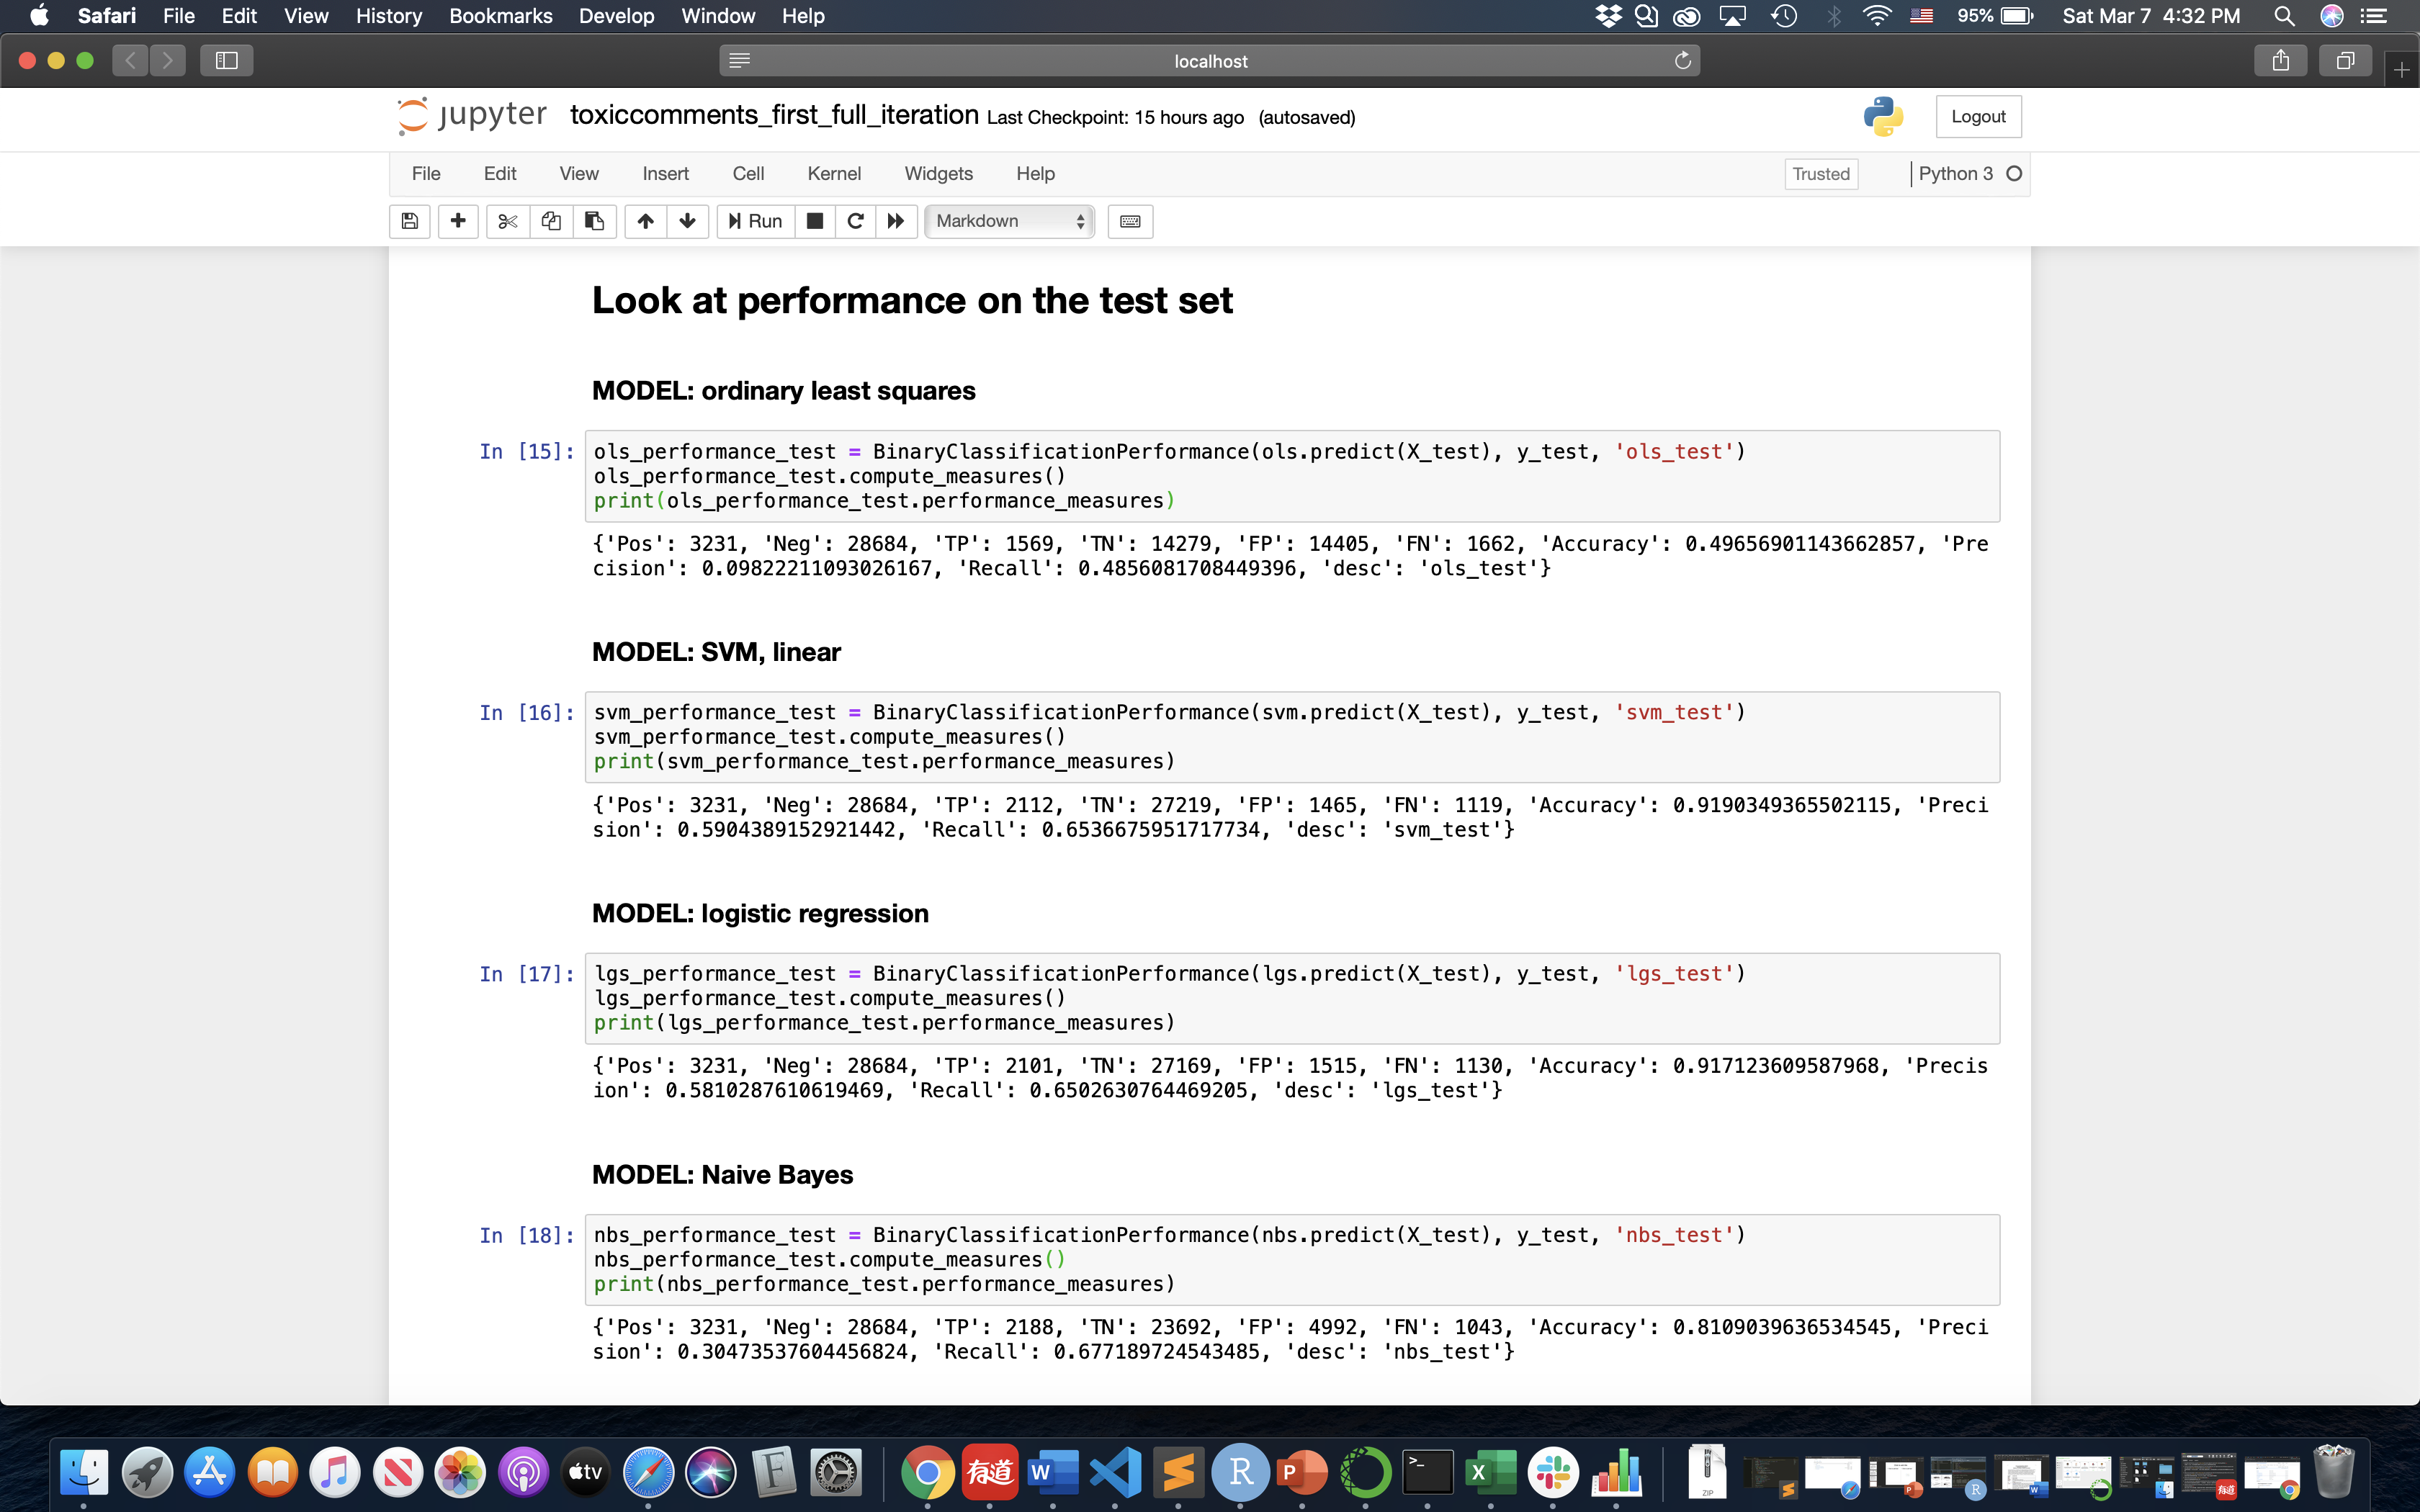 Safari File Edit View History Bookmarks Develop Window Help 95% Sat Mar 7 4:32 PM
localhost
jupyter toxiccomments_first_full_iteration Last Checkpoint: 15 hours ago (autosaved) Logout
File Edit View Insert Cell Kernel Widgets Help Trusted Python 3
Run Markdown
Look at performance on the test set
MODEL: ordinary least squares
In [15]: ols_performance_test = BinaryClassificationPerformance(ols.predict(X_test), y_test, 'ols_test')
ols_performance_test.compute_measures()
print(ols_performance_test.performance_measures)
{'Pos': 3231, 'Neg': 28684, 'TP': 1569, 'TN': 14279, 'FP': 14405, 'FN': 1662, 'Accuracy': 0.49656901143662857, 'Pre
cision': 0.09822211093026167, 'Recall': 0.4856081708449396, 'desc': 'ols_test'}
MODEL: SVM, linear
In [16]: svm_performance_test = BinaryClassificationPerformance(svm.predict(X_test), y_test, 'svm_test')
svm_performance_test.compute_measures()
print(svm_performance_test.performance_measures)
{'Pos': 3231, 'Neg': 28684, 'TP': 2112, 'TN': 27219, 'FP': 1465, 'FN': 1119, 'Accuracy': 0.9190349365502115, 'Preci
sion': 0.5904389152921442, 'Recall': 0.6536675951717734, 'desc': 'svm_test'}
MODEL: logistic regression
In [17]: lgs_performance_test = BinaryClassificationPerformance(lgs.predict(X_test), y_test, 'lgs_test')
lgs_performance_test.compute_measures()
print(lgs_performance_test.performance_measures)
{'Pos': 3231, 'Neg': 28684, 'TP': 2101, 'TN': 27169, 'FP': 1515, 'FN': 1130, 'Accuracy': 0.917123609587968, 'Precis
ion': 0.5810287610619469, 'Recall': 0.6502630764469205, 'desc': 'lgs_test'}
MODEL: Naive Bayes
In [18]: nbs_performance_test = BinaryClassificationPerformance(nbs.predict(X_test), y_test, 'nbs_test')
nbs_performance_test.compute_measures()
print(nbs_performance_test.performance_measures)
{'Pos': 3231, 'Neg': 28684, 'TP': 2188, 'TN': 23692, 'FP': 4992, 'FN': 1043, 'Accuracy': 0.8109039636534545, 'Preci
sion': 0.30473537604456824, 'Recall': 0.677189724543485, 'desc': 'nbs_test'}
tv F 有道 W R P >_ X ZIP